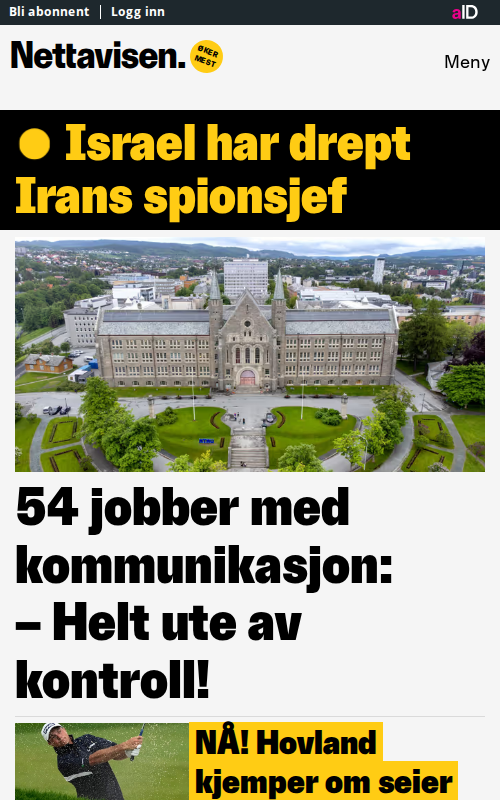 Bli abonnent | Logg inn
aID
Nettavisen.
ØKER
MEST
Meny
Israel har drept
Irans spionsjef
54 jobber med
kommunikasjon:
– Helt ute av
kontroll!
NÅ! Hovland
kjemper om seier